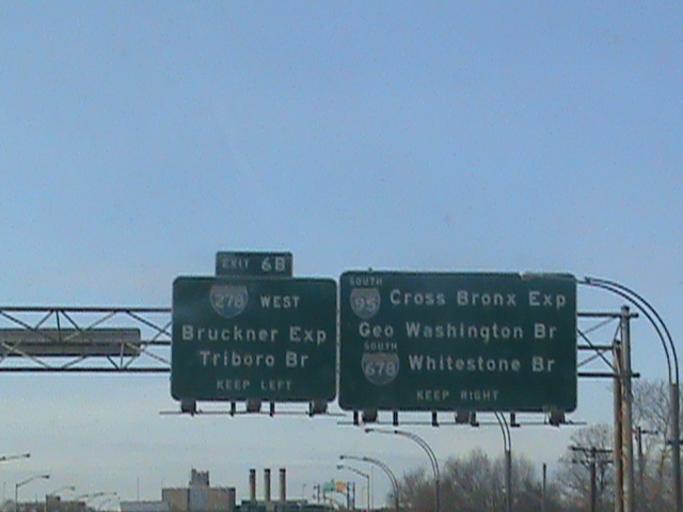 EXIT 6B
278 WEST
Bruckner Exp
Triboro Br
KEEP LEFT
SOUTH
95 Cross Bronx Exp
Geo Washington Br
SOUTH
678 Whitestone Br
KEEP RIGHT